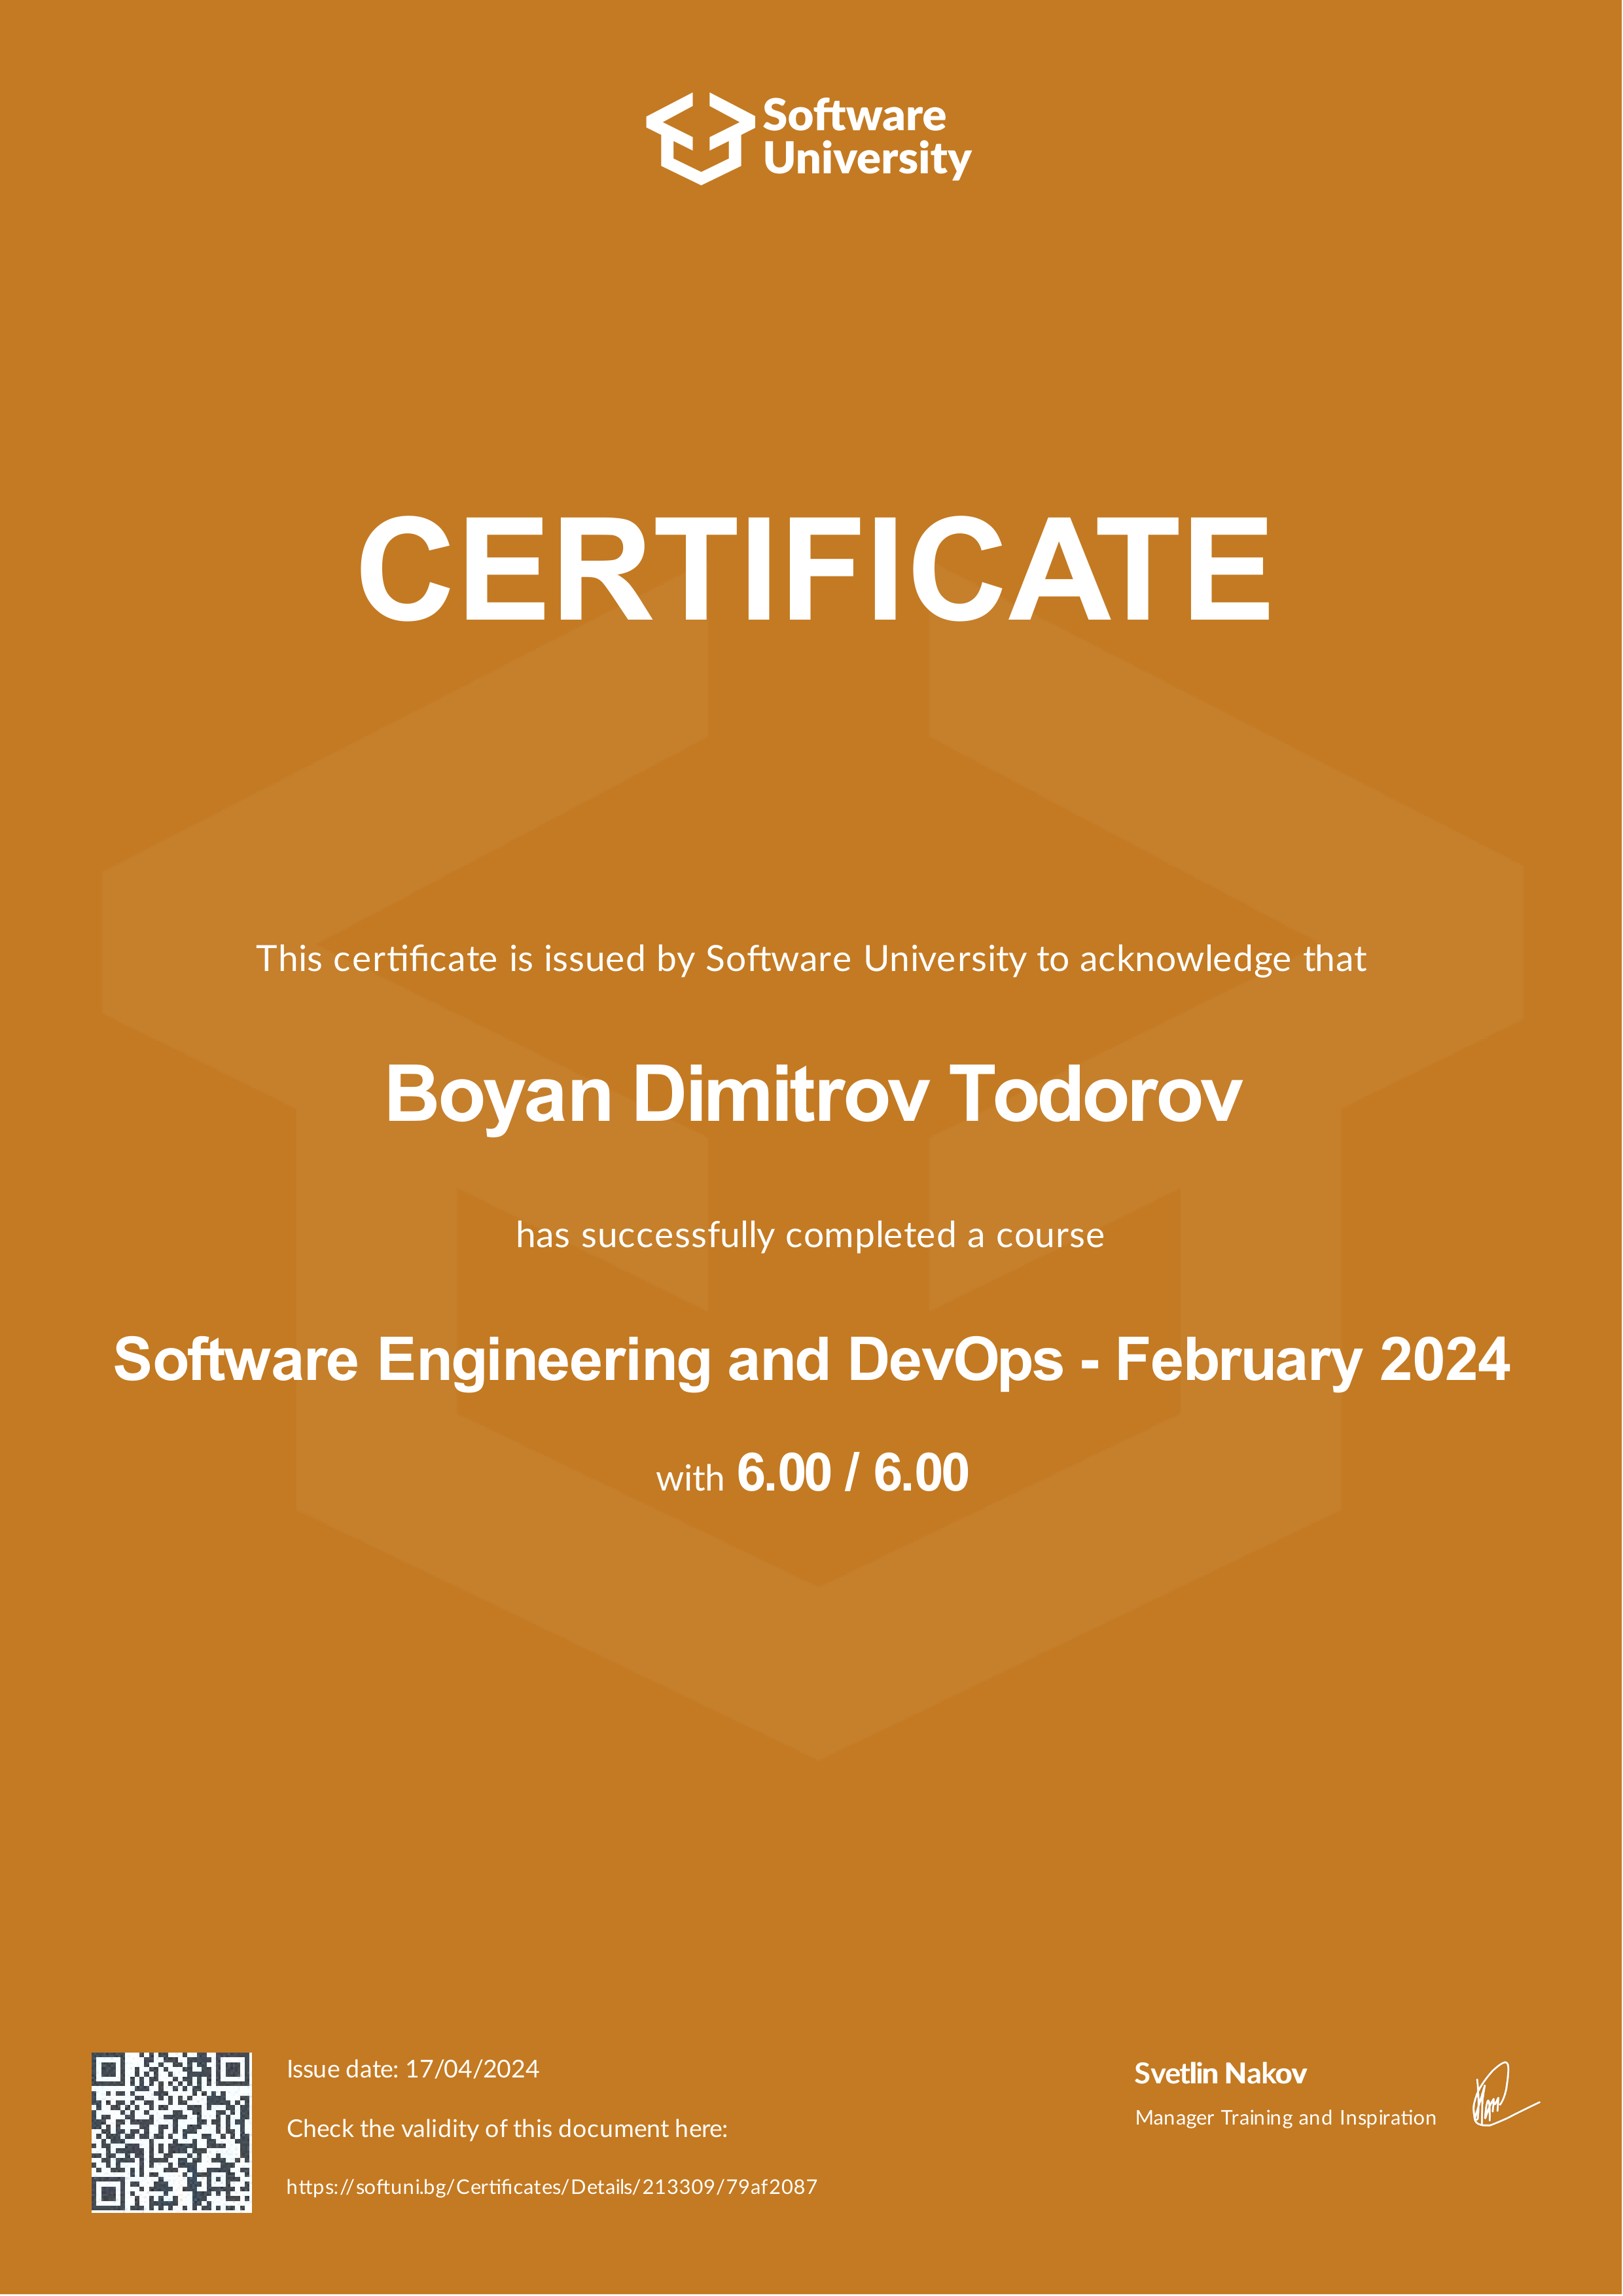 Software
University
CERTIFICATE
This certificate is issued by Software University to acknowledge that
Boyan Dimitrov Todorov
has successfully completed a course
Software Engineering and DevOps - February 2024
with 6.00 / 6.00
Issue date: 17/04/2024
Check the validity of this document here:
https://softuni.bg/Certificates/Details/213309/79af2087
Svetlin Nakov
Manager Training and Inspiration